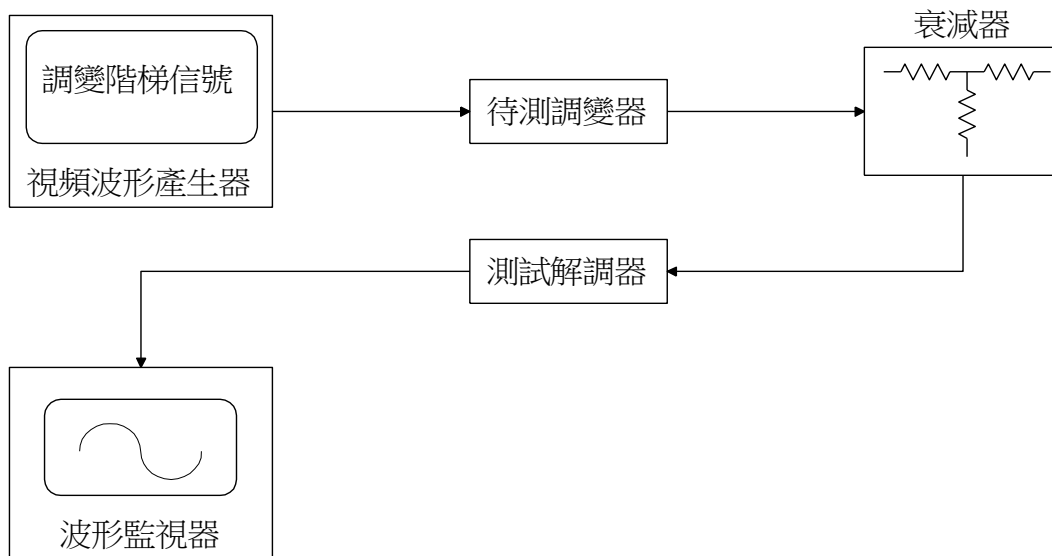 衰減器
調變階梯信號
待測調變器
視頻波形產生器
測試解調器
波形監視器